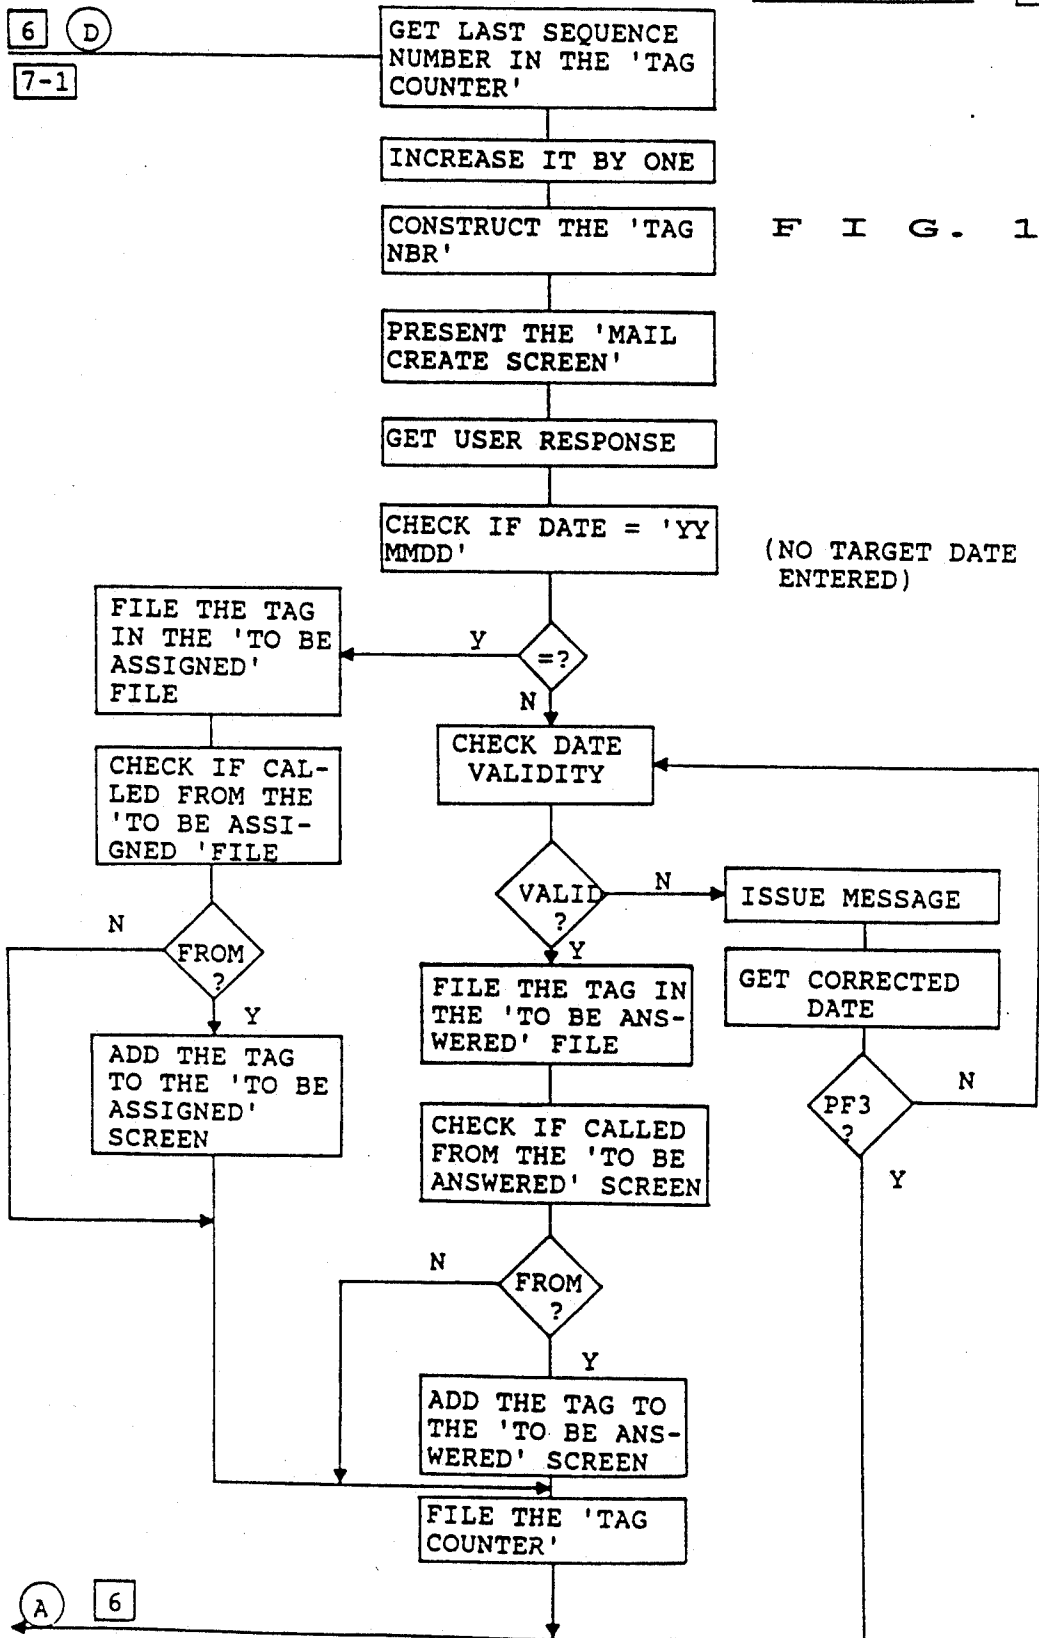 6 D
7-1
GET LAST SEQUENCE
NUMBER IN THE 'TAG
COUNTER'
INCREASE IT BY ONE
CONSTRUCT THE 'TAG
NBR'
F I G. 1
PRESENT THE 'MAIL
CREATE SCREEN'
GET USER RESPONSE
CHECK IF DATE = 'YY
MMDD'
(NO TARGET DATE
ENTERED)
=?
Y
N
FILE THE TAG
IN THE 'TO BE
ASSIGNED'
FILE
CHECK IF CAL-
LED FROM THE
'TO BE ASSI-
GNED 'FILE
N
FROM
?
Y
ADD THE TAG
TO THE 'TO BE
ASSIGNED'
SCREEN
CHECK DATE
VALIDITY
VALID
?
N
Y
ISSUE MESSAGE
GET CORRECTED
DATE
PF3
?
N
Y
FILE THE TAG IN
THE 'TO BE ANS-
WERED' FILE
CHECK IF CALLED
FROM THE 'TO BE
ANSWERED' SCREEN
N
FROM
?
Y
ADD THE TAG TO
THE 'TO BE ANS-
WERED' SCREEN
FILE THE 'TAG
COUNTER'
A 6